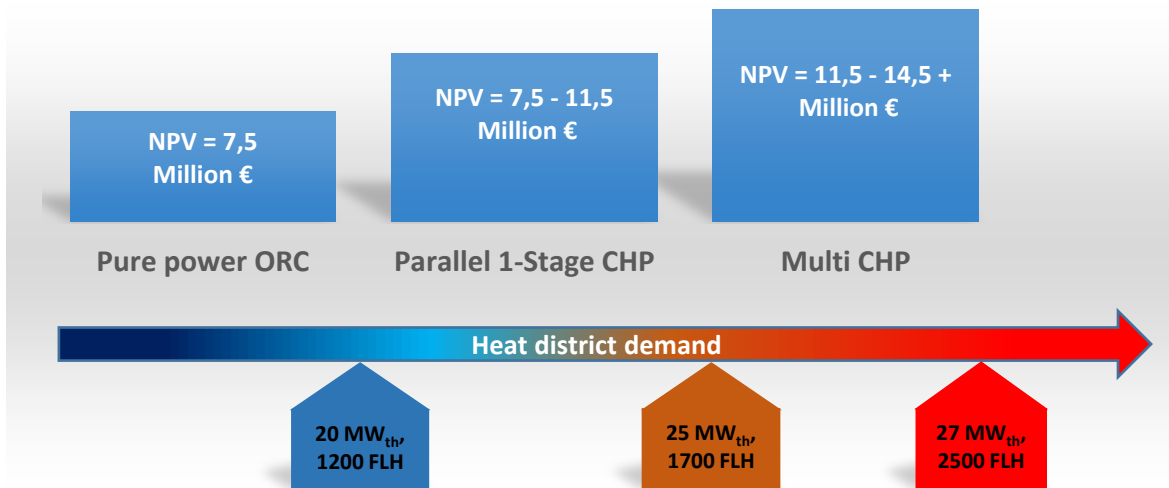 NPV = 7,5
Million €
NPV = 7,5 - 11,5
Million €
NPV = 11,5 - 14,5 +
Million €
Pure power ORC
Parallel 1-Stage CHP
Multi CHP
Heat district demand
20 MWth,
1200 FLH
25 MWth,
1700 FLH
27 MWth,
2500 FLH